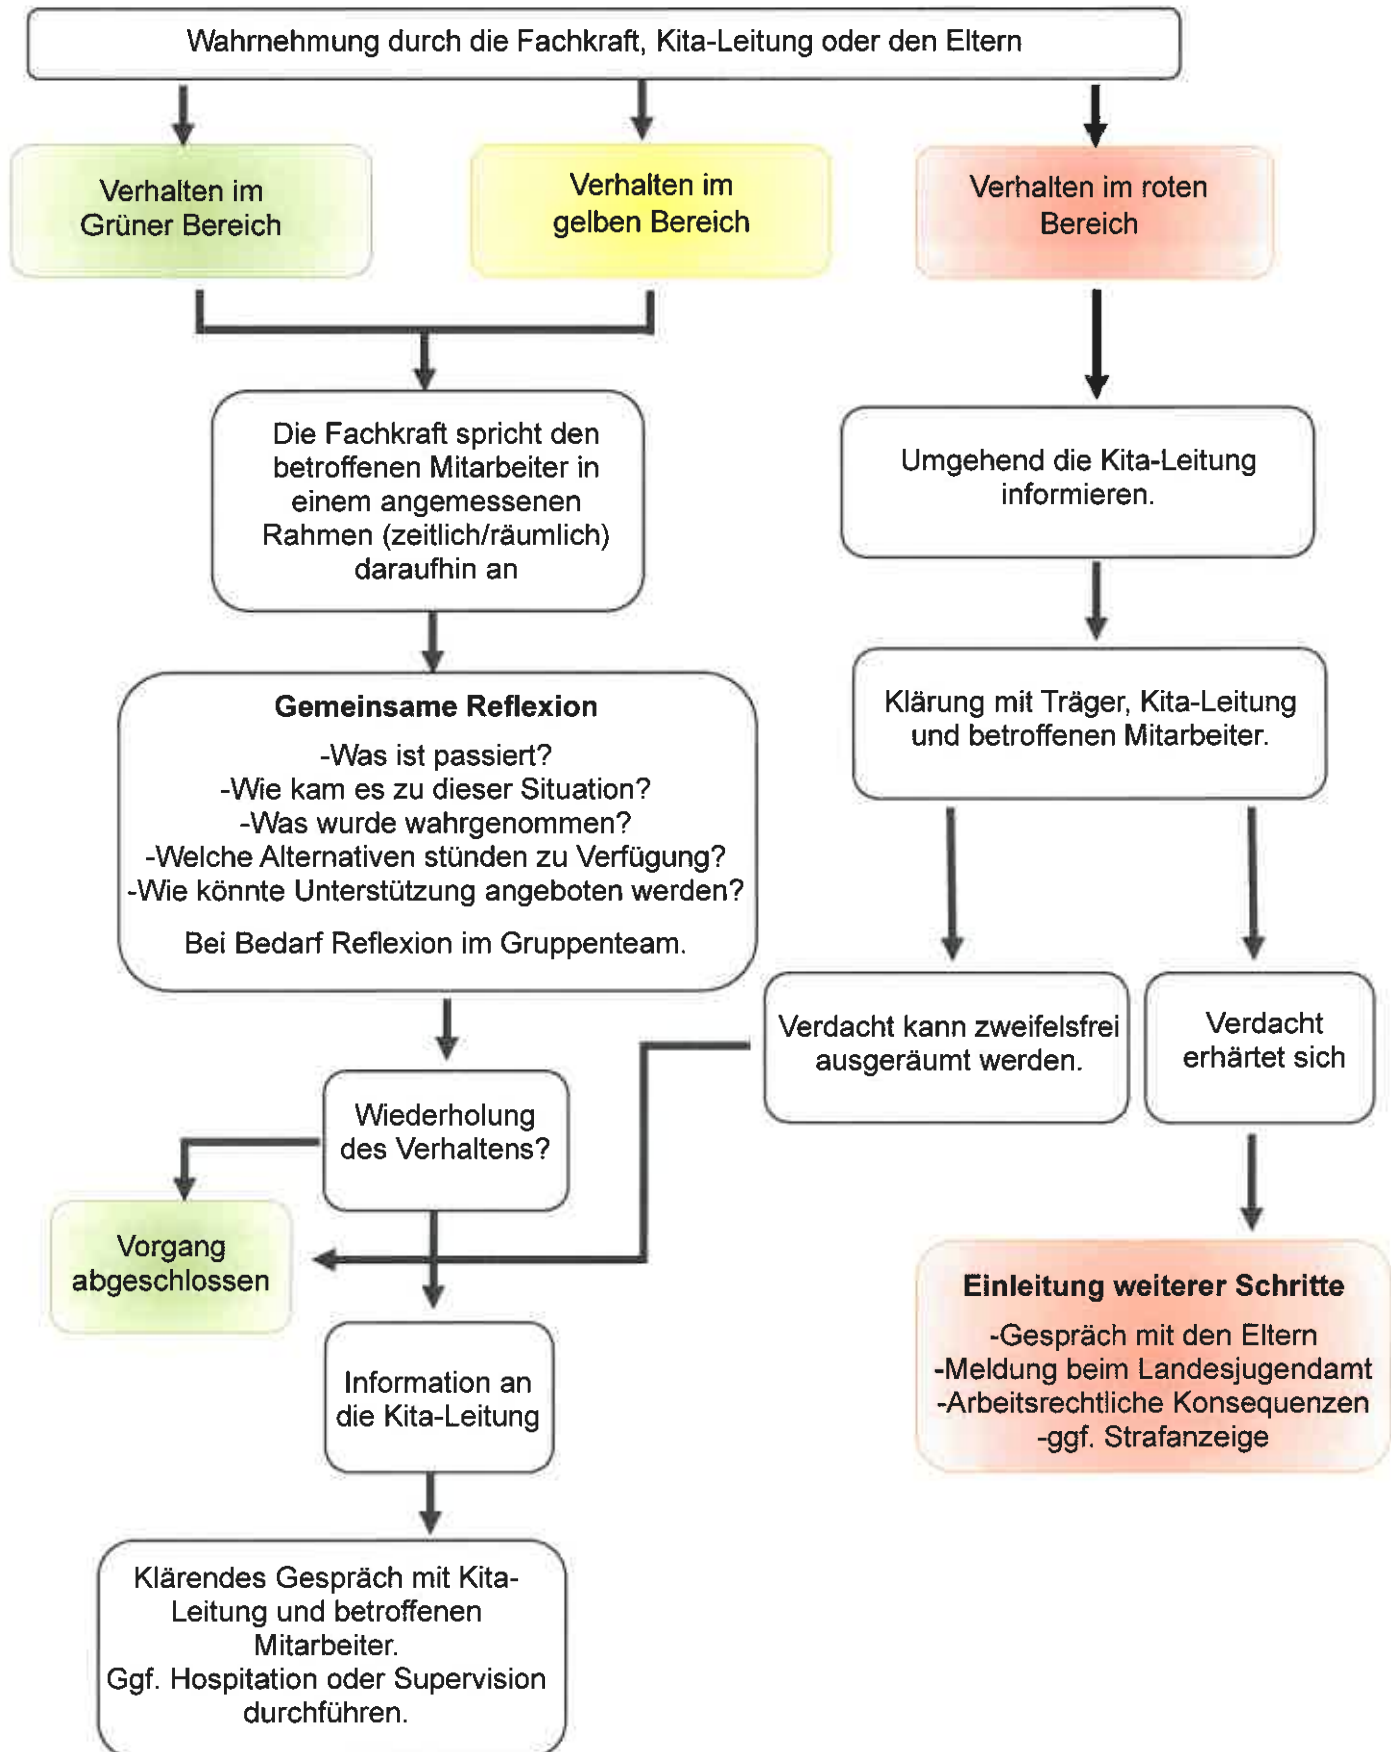 Wahrnehmung durch die Fachkraft, Kita-Leitung oder den Eltern
Verhalten im
Grüner Bereich
Verhalten im
gelben Bereich
Verhalten im roten
Bereich
Die Fachkraft spricht den
betroffenen Mitarbeiter in
einem angemessenen
Rahmen (zeitlich/räumlich)
daraufhin an
Umgehend die Kita-Leitung
informieren.
Gemeinsame Reflexion
-Was ist passiert?
-Wie kam es zu dieser Situation?
-Was wurde wahrgenommen?
-Welche Alternativen stünden zu Verfügung?
-Wie könnte Unterstützung angeboten werden?
Bei Bedarf Reflexion im Gruppenteam.
Klärung mit Träger, Kita-Leitung
und betroffenen Mitarbeiter.
Verdacht kann zweifelsfrei
ausgeräumt werden.
Verdacht
erhärtet sich
Wiederholung
des Verhaltens?
Vorgang
abgeschlossen
Information an
die Kita-Leitung
Einleitung weiterer Schritte
-Gespräch mit den Eltern
-Meldung beim Landesjugendamt
-Arbeitsrechtliche Konsequenzen
-ggf. Strafanzeige
Klärendes Gespräch mit Kita-
Leitung und betroffenen
Mitarbeiter.
Ggf. Hospitation oder Supervision
durchführen.